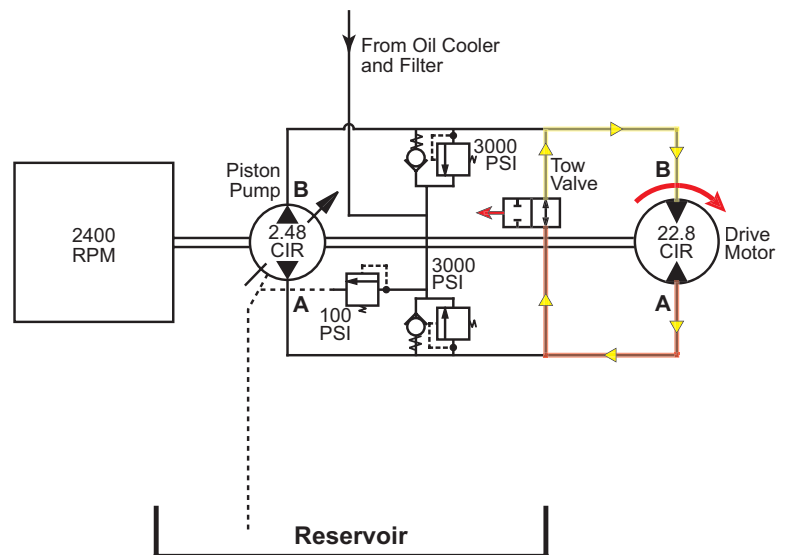 From Oil Cooler
and Filter
3000
PSI
Piston
Pump
B
Tow
Valve
B
2400
RPM
2.48
CIR
22.8
CIR
Drive
Motor
3000
PSI
A
100
PSI
A
Reservoir